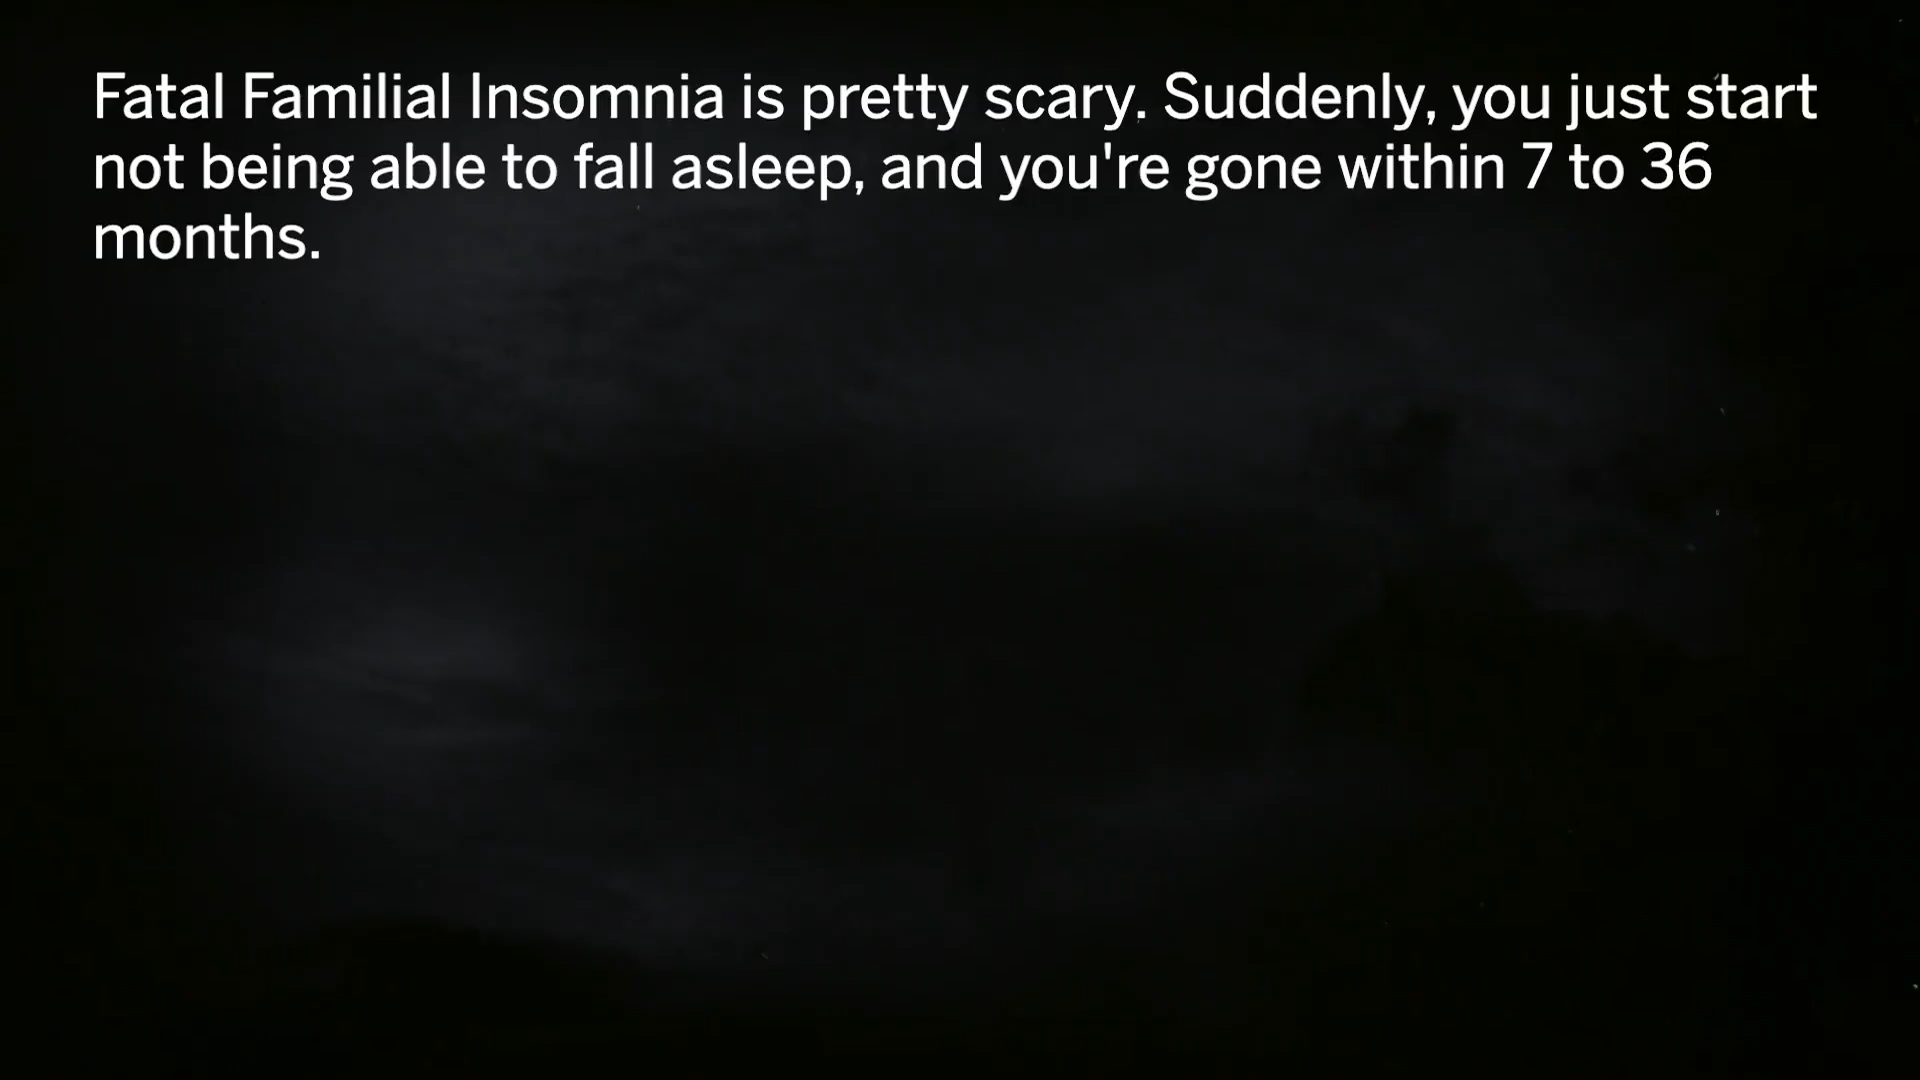 Fatal Familial Insomnia is pretty scary. Suddenly, you just start
not being able to fall asleep, and you're gone within 7 to 36
months.